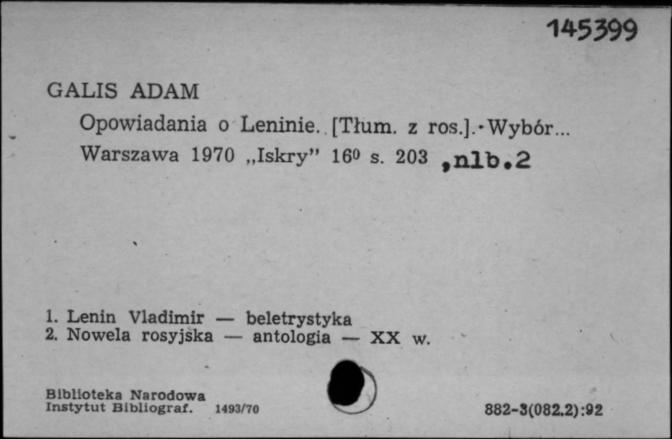 145399
GALIS ADAM
Opowiadania o Leninie. [Tłum. z ros.].·Wybór...
Warszawa 1970 „Iskry” 16⁰ s. 203 ,nlb.2
1. Lenin Vladimir — beletrystyka
2. Nowela rosyjska — antologia — XX w.
Biblioteka Narodowa
Instytut Bibliograf. 1493/70
882-3(082.2):92